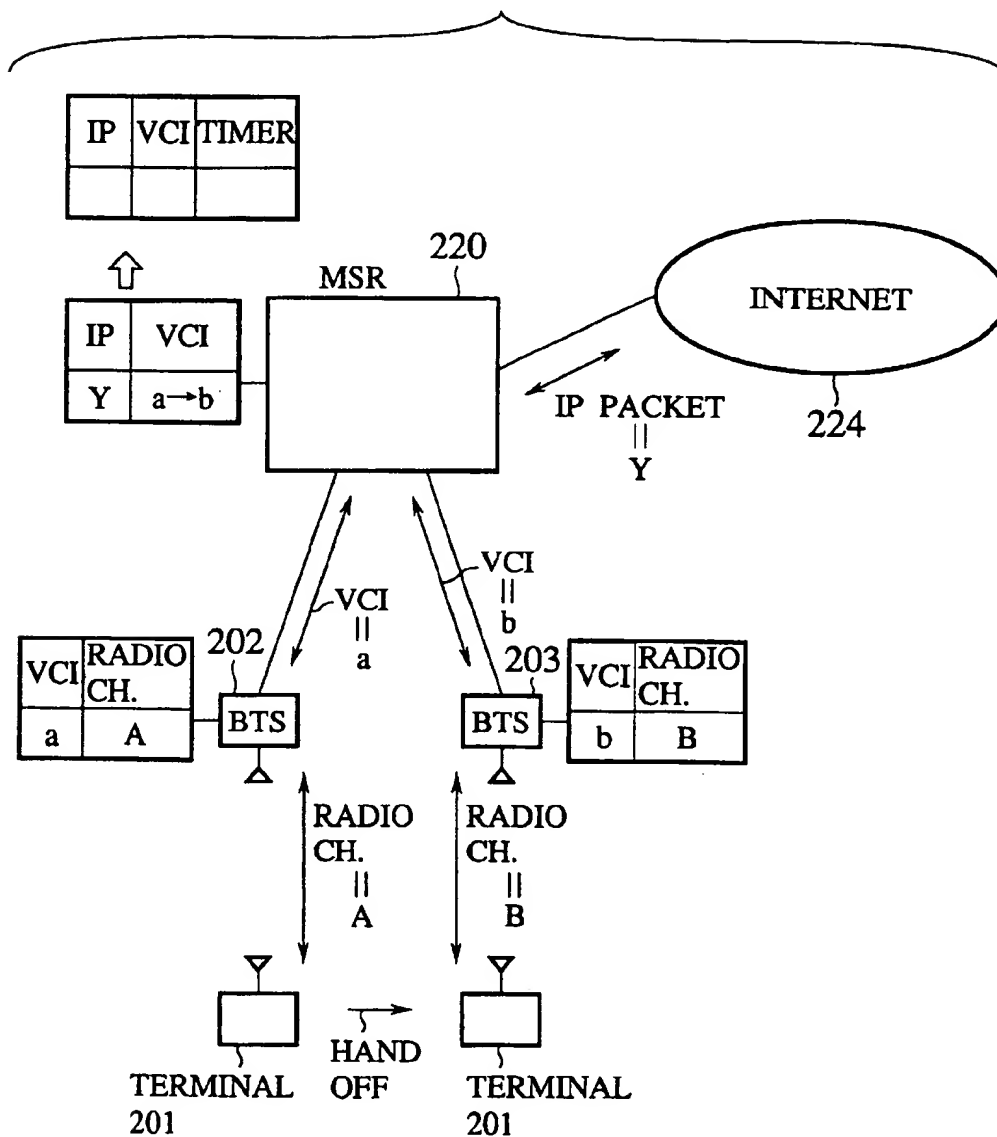 IP VCI TIMER
220
MSR
INTERNET
IP VCI
Y a→b
IP PACKET
||
Y
224
VCI
||
a
VCI
||
b
202
203
VCI RADIO CH.
a A
BTS
BTS
VCI RADIO CH.
b B
RADIO
CH.
||
A
RADIO
CH.
||
B
HAND
OFF
TERMINAL
201
TERMINAL
201